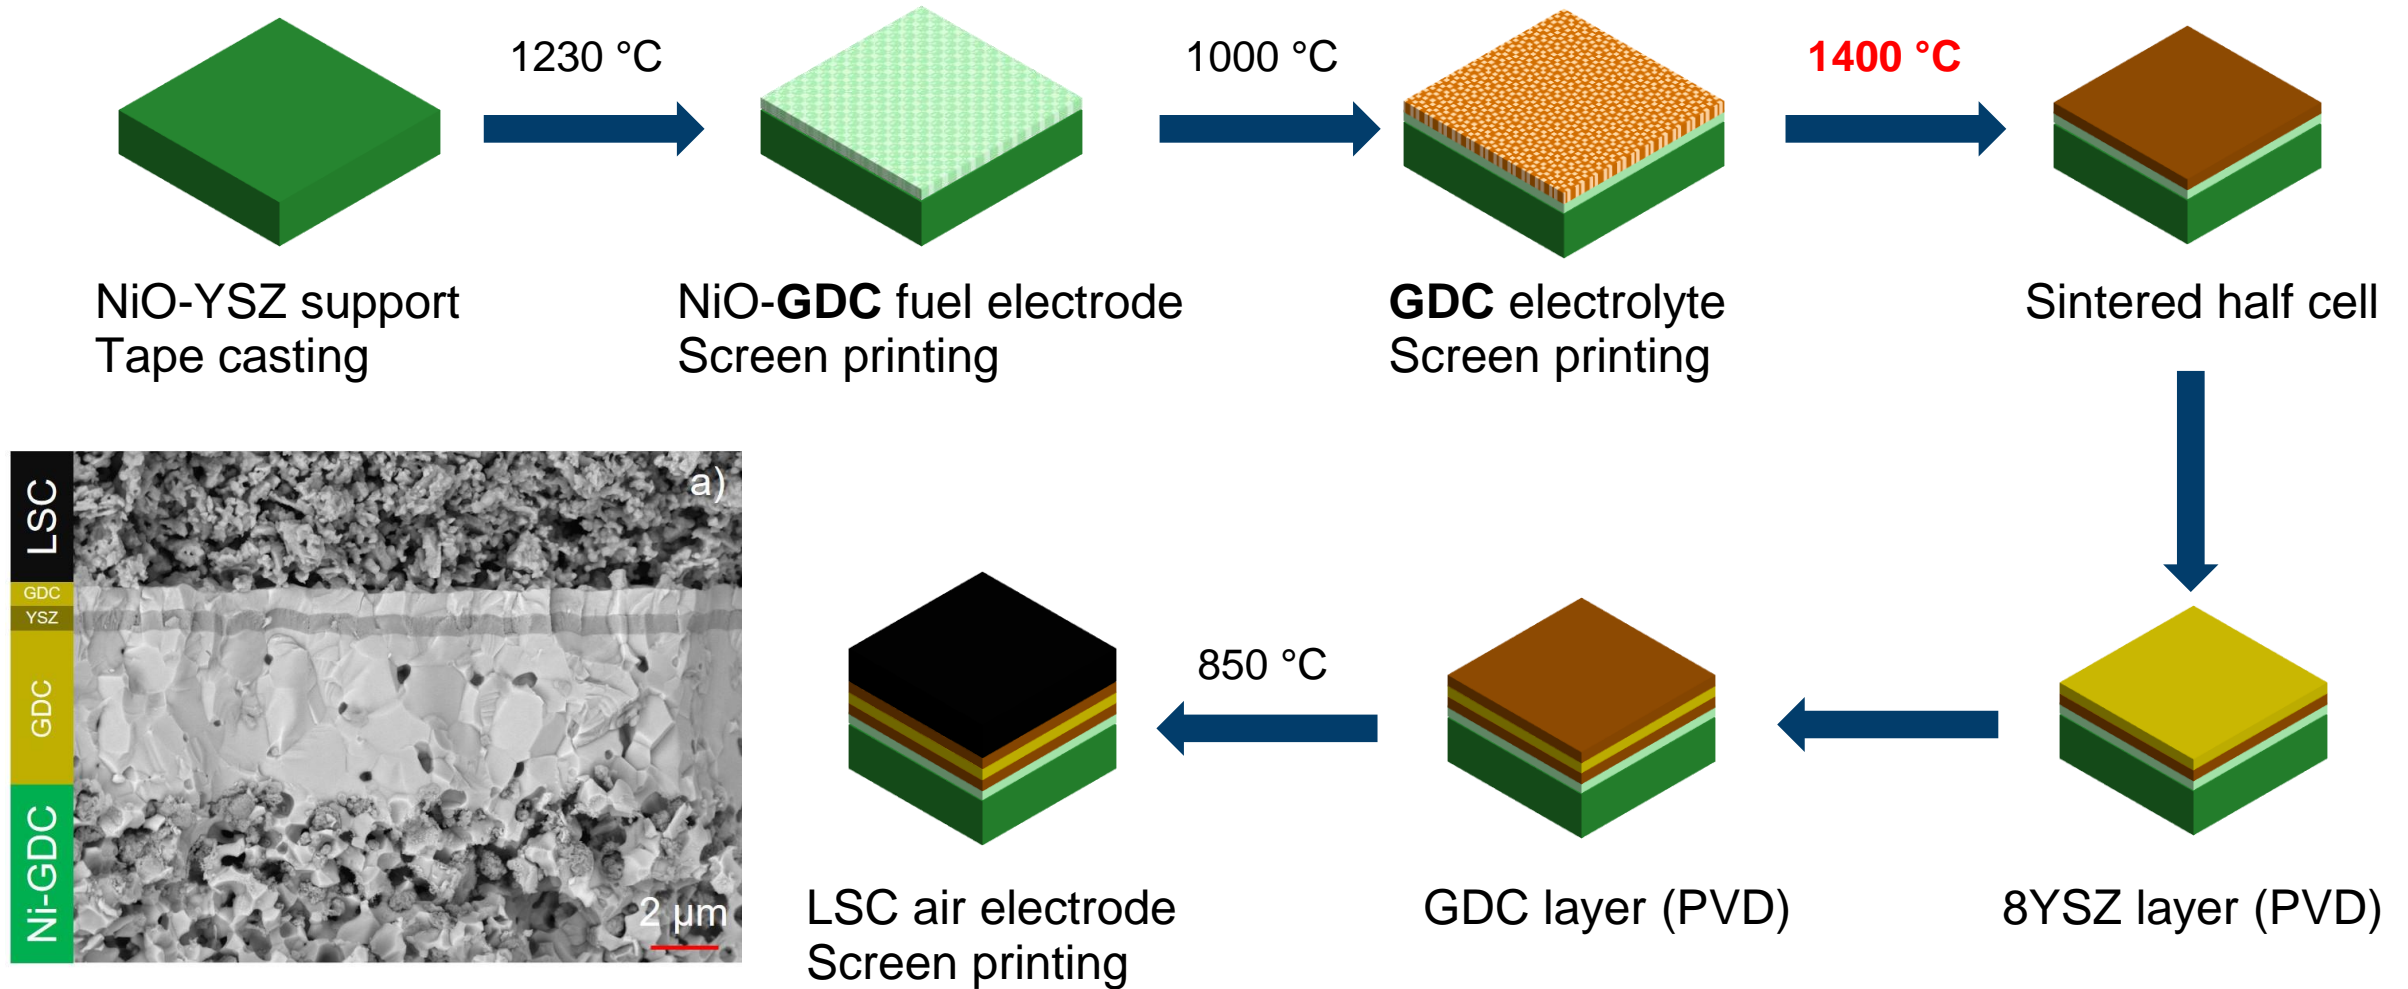 1230 °C
1000 °C
1400 °C
NiO-YSZ support
Tape casting
NiO-GDC fuel electrode
Screen printing
GDC electrolyte
Screen printing
Sintered half cell
LSC
GDC
YSZ
GDC
Ni-GDC
a)
2 µm
850 °C
LSC air electrode
Screen printing
GDC layer (PVD)
8YSZ layer (PVD)